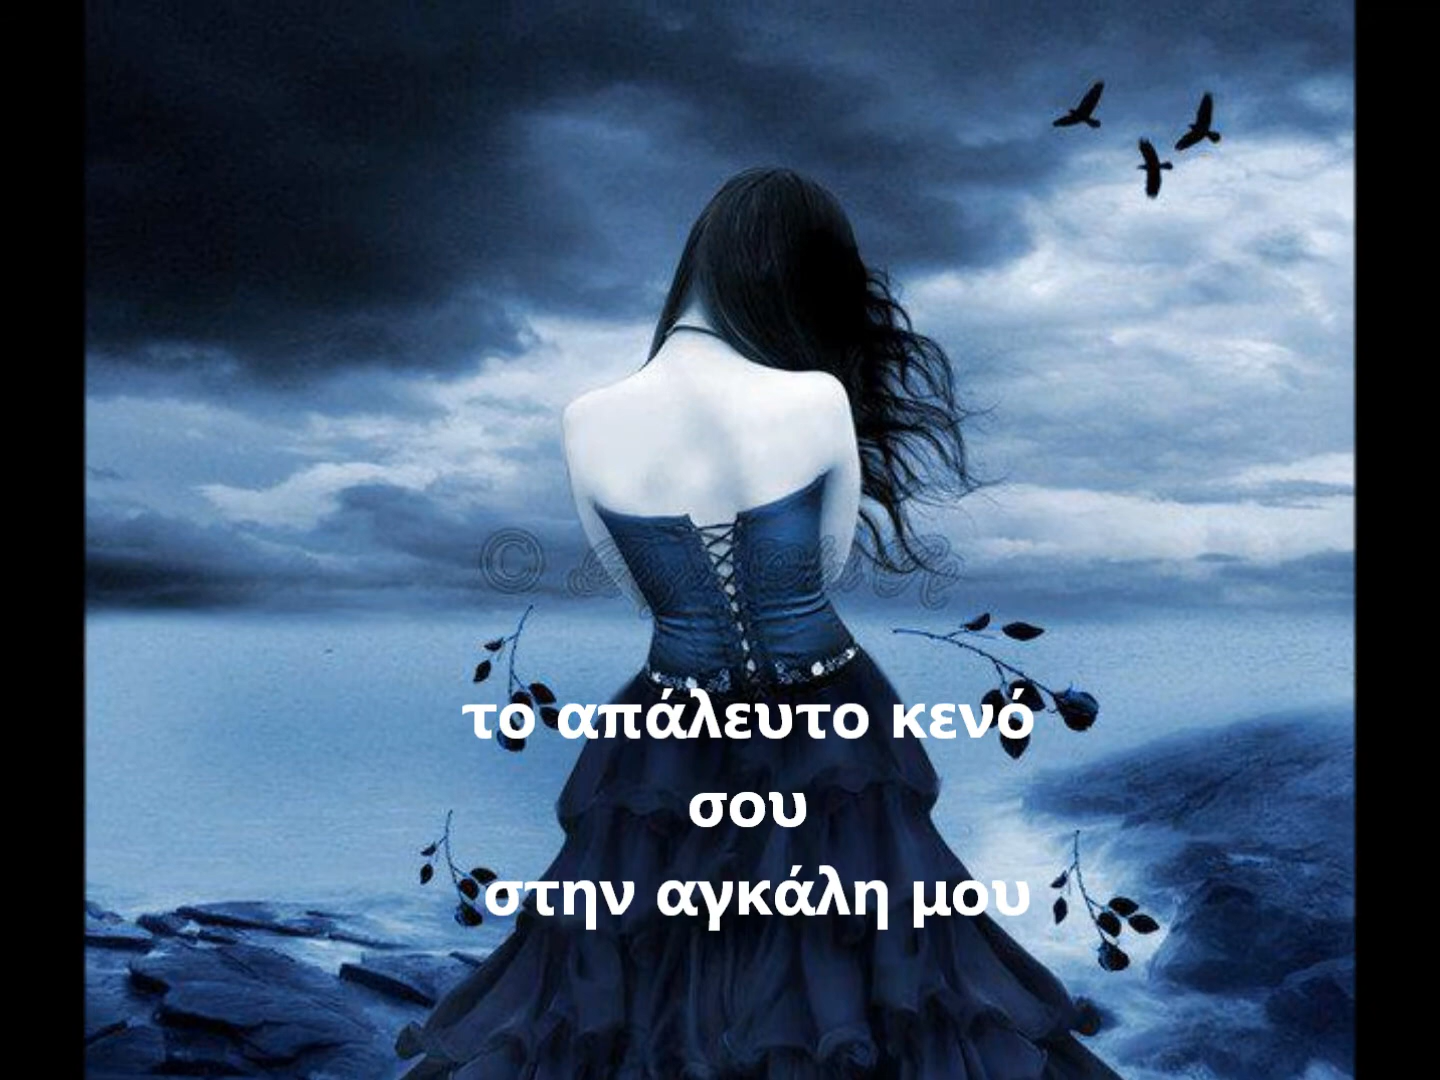 το απάλευτο κενό
σου
στην αγκάλη μου